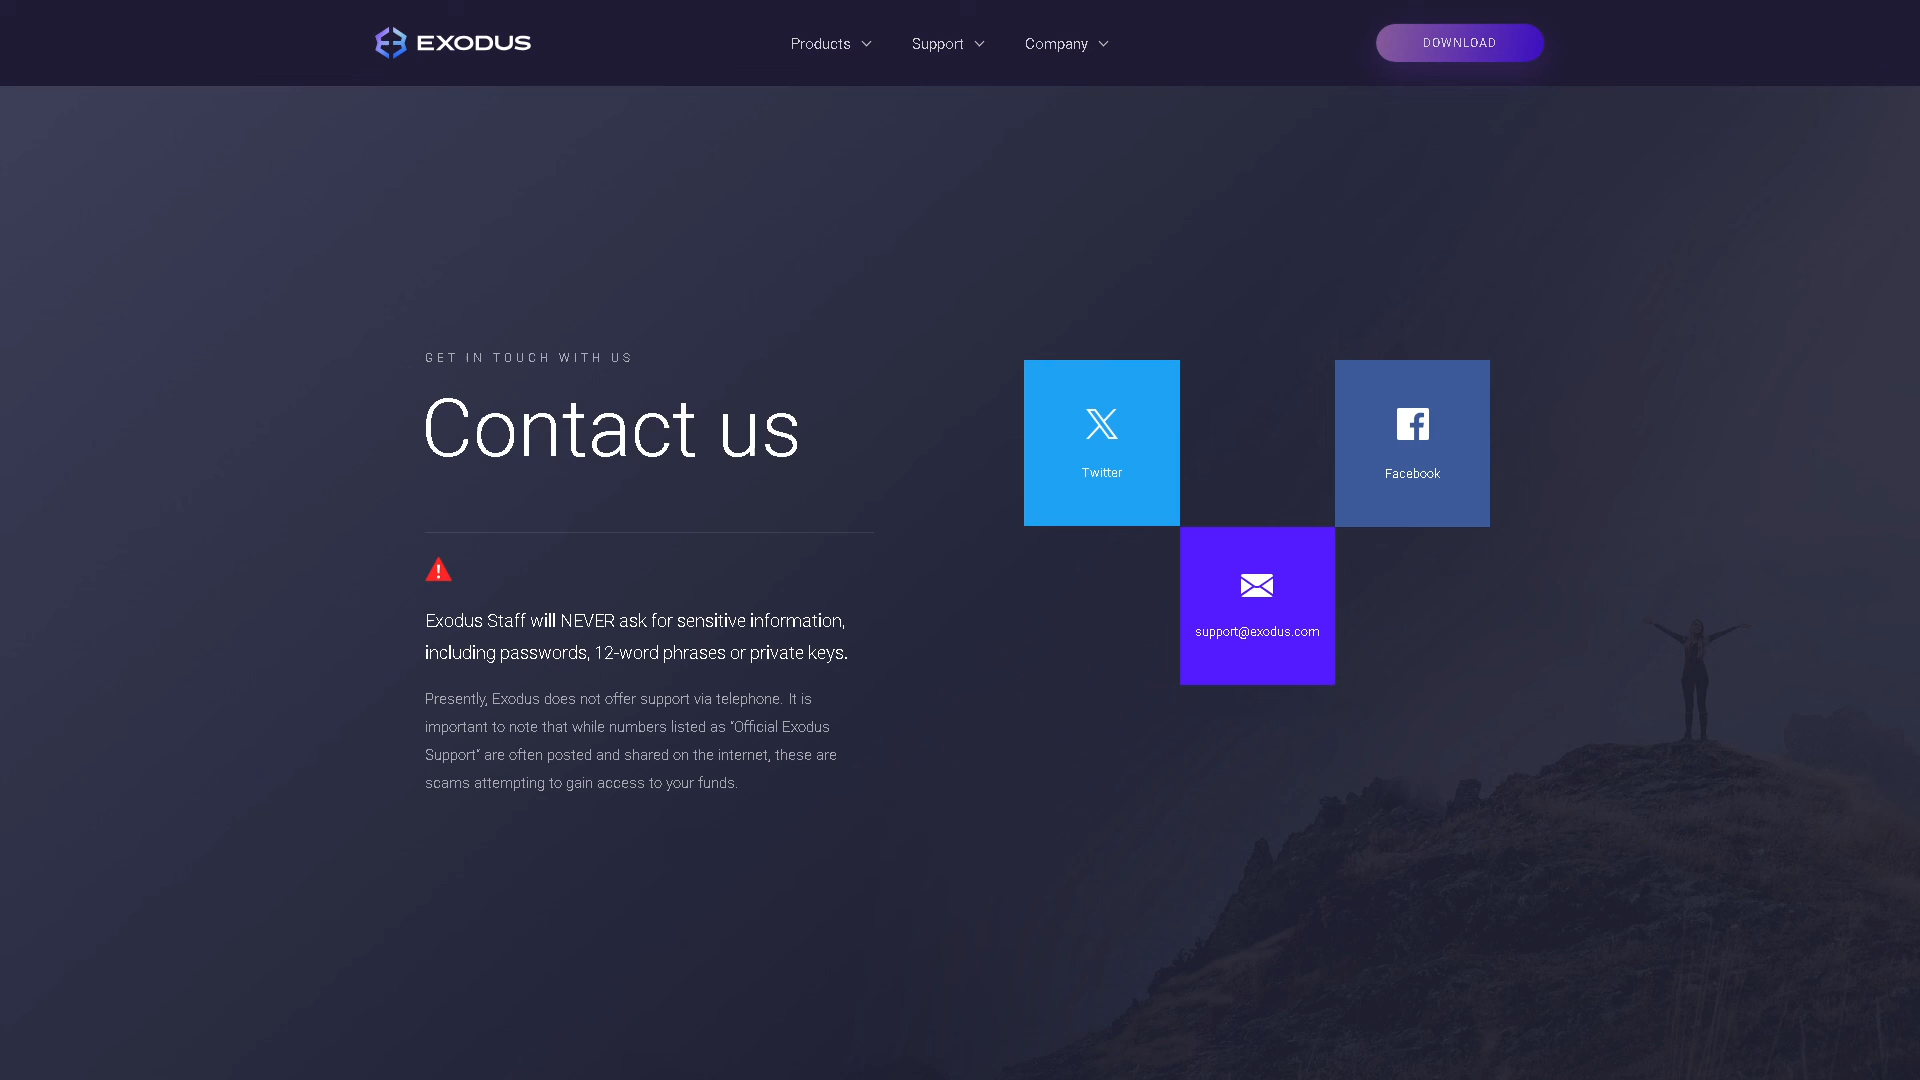 EXODUS
Products
Support
Company
DOWNLOAD
GET IN TOUCH WITH US
Contact us
Exodus Staff will NEVER ask for sensitive information,
including passwords, 12-word phrases or private keys.
Presently, Exodus does not offer support via telephone. It is
important to note that while numbers listed as “Official Exodus
Support” are often posted and shared on the internet, these are
scams attempting to gain access to your funds.
Twitter
Facebook
support@exodus.com